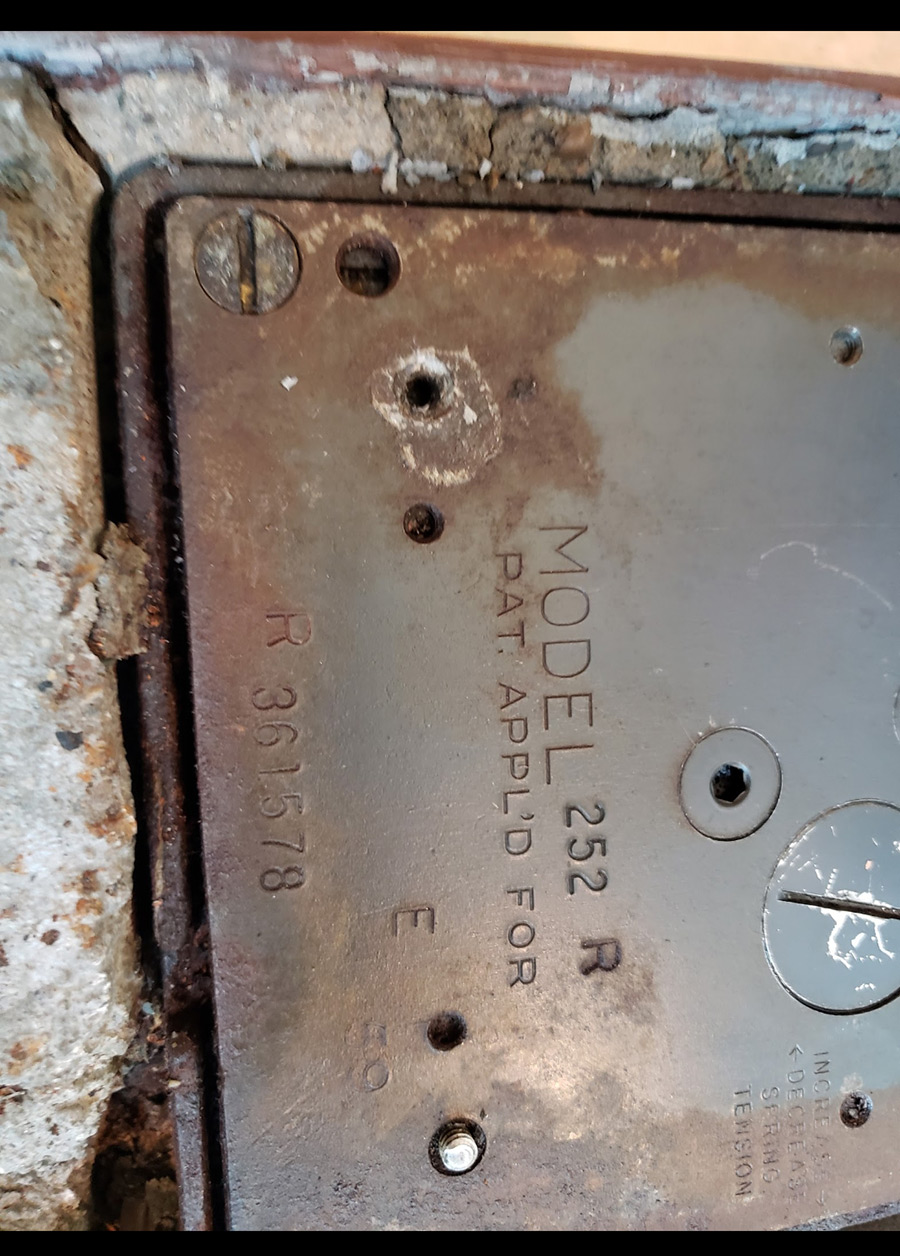 INCREASE →
← DECREASE
SPRING
TENSION
MODEL 252 R
PAT. APPL'D FOR
E
R 361578